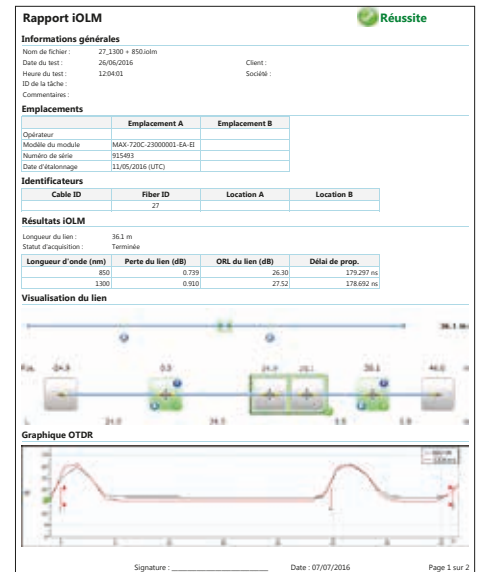 Rapport iOLM
Réussite
Informations générales
Nom de fichier : 27_1300 + 850.iolm
Date du test : 26/06/2016 Client :
Heure du test : 12:04:01 Société :
ID de la tâche :
Commentaires :
Emplacements
Emplacement A Emplacement B
Opérateur
Modèle du module MAX-720C-23000001-EA-EI
Numéro de série 915493
Date d'étalonnage 11/05/2016 (UTC)
Identificateurs
Cable ID Fiber ID Location A Location B
27
Résultats iOLM
Longueur du lien : 36.1 m
Statut d'acquisition : Terminée
Longueur d'onde (nm) Perte du lien (dB) ORL du lien (dB) Délai de prop.
850 0.739 26.30 179.297 ns
1300 0.910 27.52 178.692 ns
Visualisation du lien
36.1
Graphique OTDR
Signature : Date : 07/07/2016 Page 1 sur 2